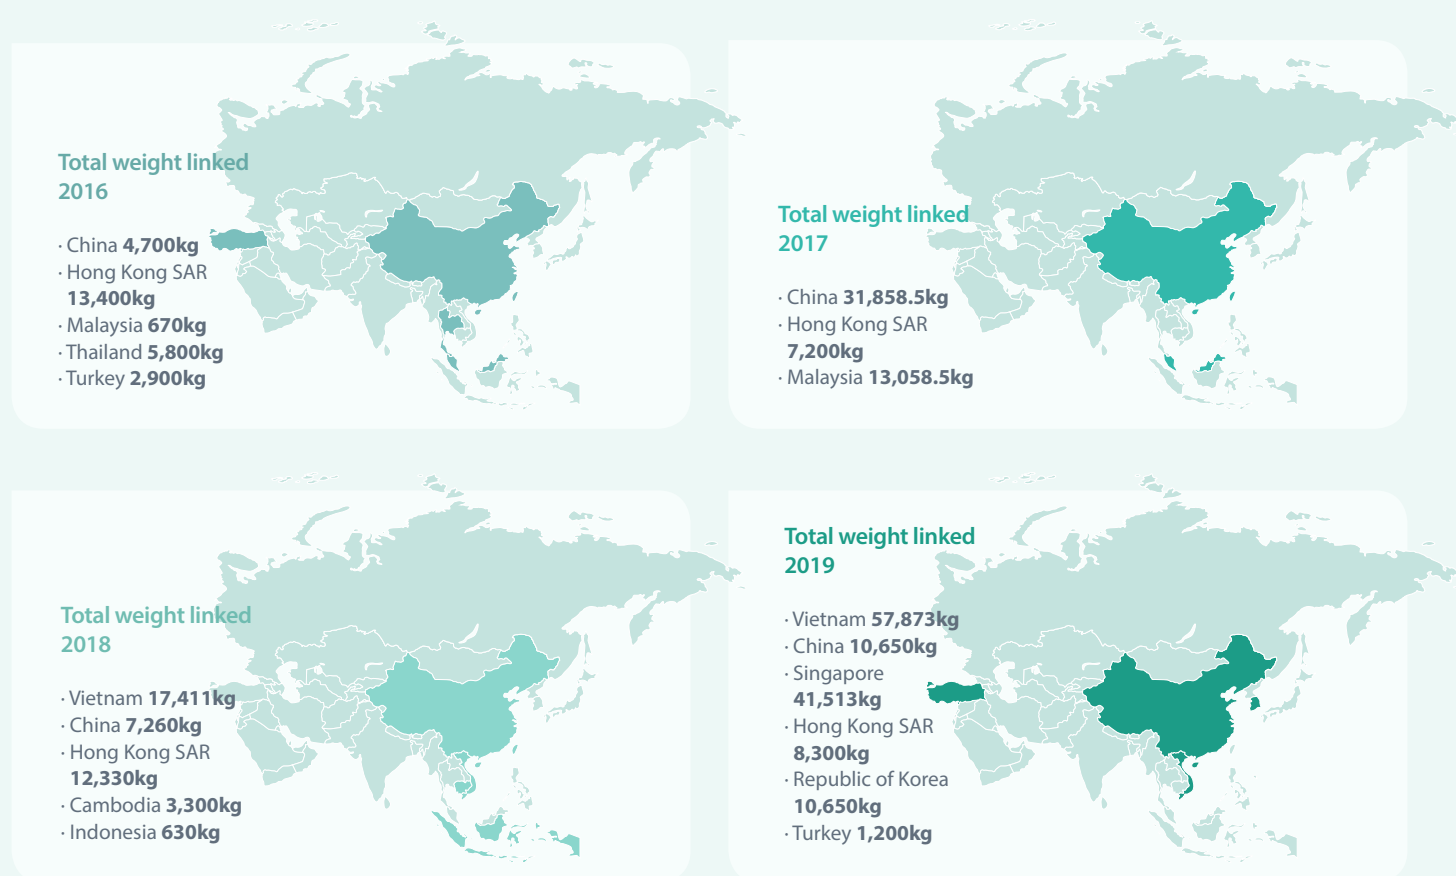 Total weight linked
2016
· China 4,700kg
· Hong Kong SAR
13,400kg
· Malaysia 670kg
· Thailand 5,800kg
· Turkey 2,900kg
Total weight linked
2017
· China 31,858.5kg
· Hong Kong SAR
7,200kg
· Malaysia 13,058.5kg
Total weight linked
2018
· Vietnam 17,411kg
· China 7,260kg
· Hong Kong SAR
12,330kg
· Cambodia 3,300kg
· Indonesia 630kg
Total weight linked
2019
· Vietnam 57,873kg
· China 10,650kg
· Singapore
41,513kg
· Hong Kong SAR
8,300kg
· Republic of Korea
10,650kg
· Turkey 1,200kg